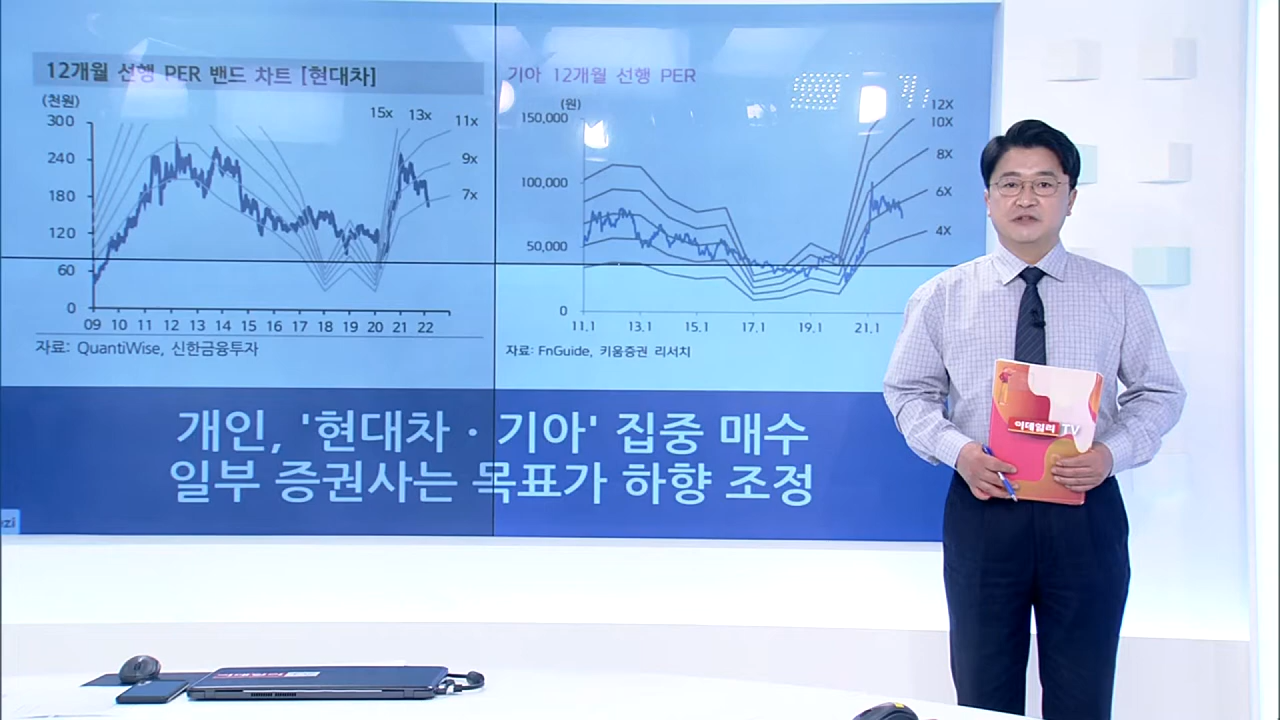 12개월 선행 PER 밴드 차트 [현대차]
(천원)
300
240
180
120
60
0
15x 13x 11x
9x
7x
09 10 11 12 13 14 15 16 17 18 19 20 21 22
자료: QuantiWise, 신한금융투자
기아 12개월 선행 PER
(원)
150,000
100,000
50,000
0
12X
10X
8X
6X
4X
11.1 13.1 15.1 17.1 19.1 21.1
자료: FnGuide, 키움증권 리서치
개인, '현대차 · 기아' 집중 매수
일부 증권사는 목표가 하향 조정
ezi
이데일리 TV